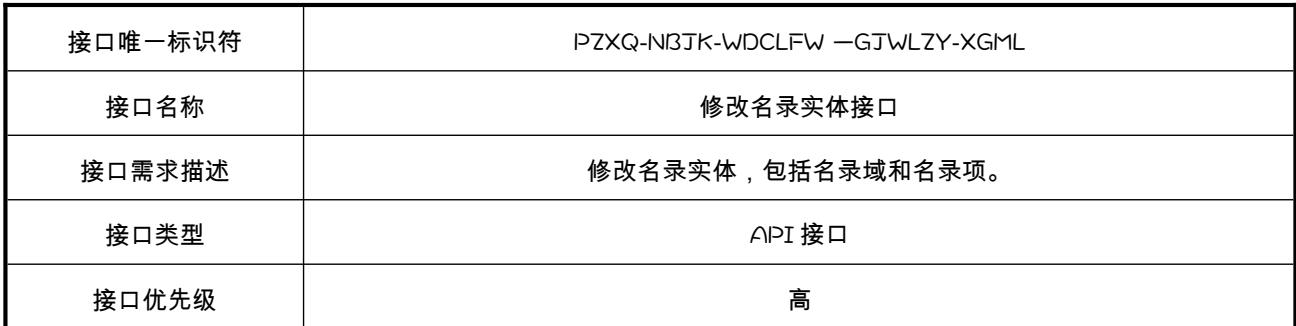 接口唯一标识符 PZXQ-NBJK-WDCLFW —GJWLZY-XGML
接口名称 修改名录实体接口
接口需求描述 修改名录实体，包括名录域和名录项。
接口类型 API 接口
接口优先级 高